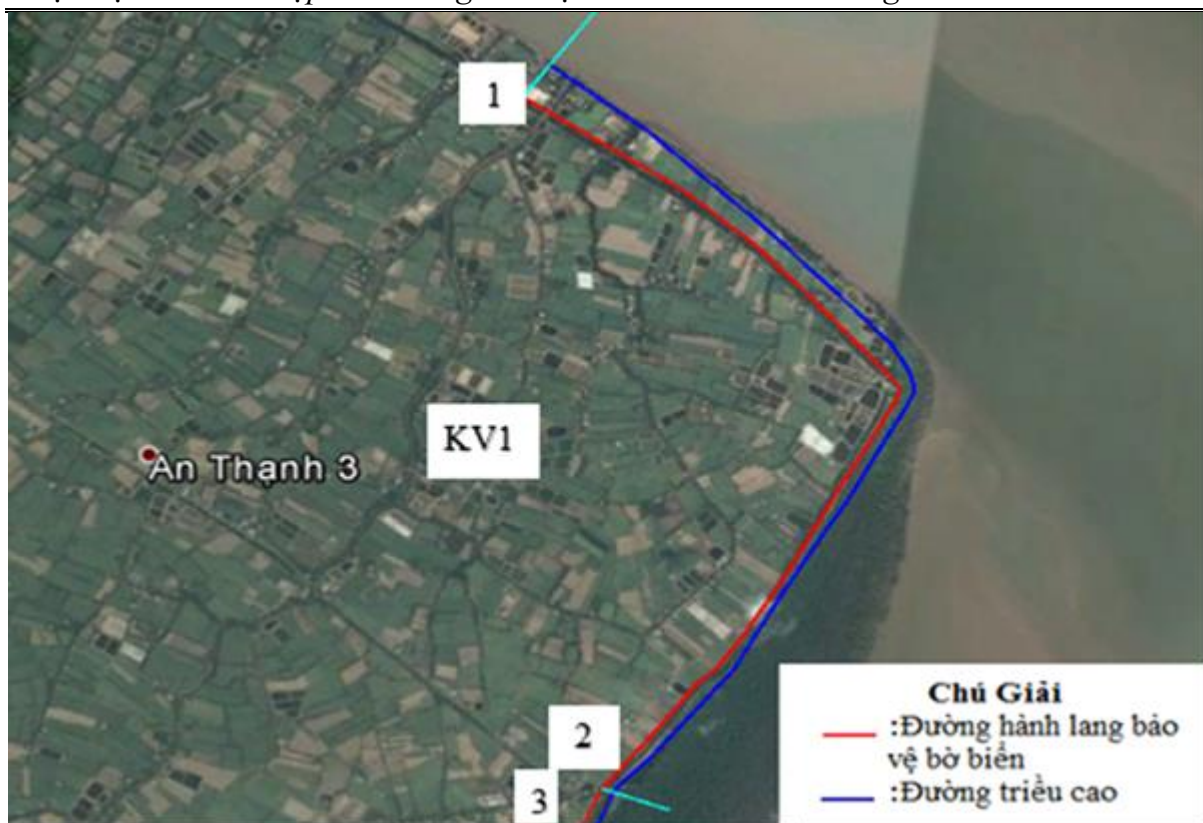 1
KV1
An Thạnh 3
2
3
Chú Giải
:Đường hành lang bảo
vệ bờ biển
:Đường triều cao